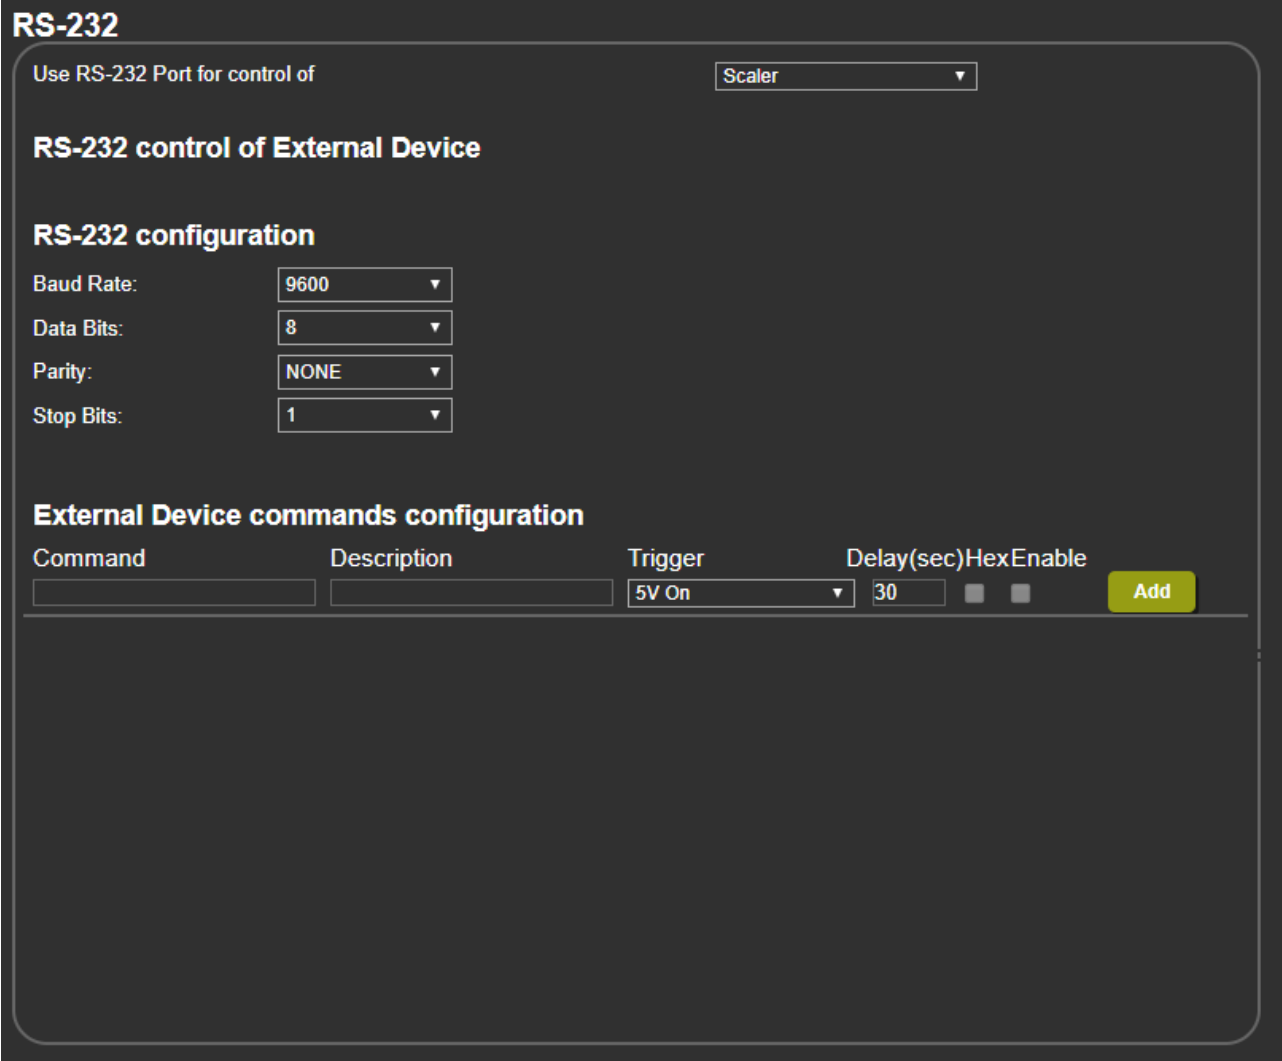 RS-232
Use RS-232 Port for control of Scaler
RS-232 control of External Device
RS-232 configuration
Baud Rate: 9600
Data Bits: 8
Parity: NONE
Stop Bits: 1
External Device commands configuration
Command Description Trigger Delay(sec) Hex Enable
5V On 30 Add